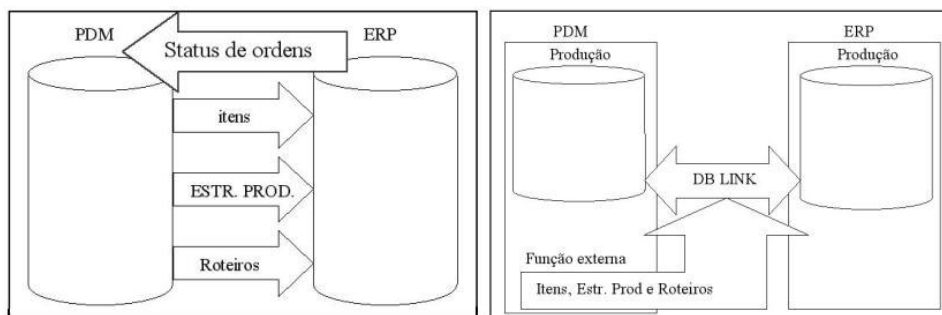 PDM
ERP
Status de ordens
itens
ESTR. PROD.
Roteiros
PDM
ERP
Produção
Produção
DB LINK
Função externa
Itens, Estr. Prod e Roteiros